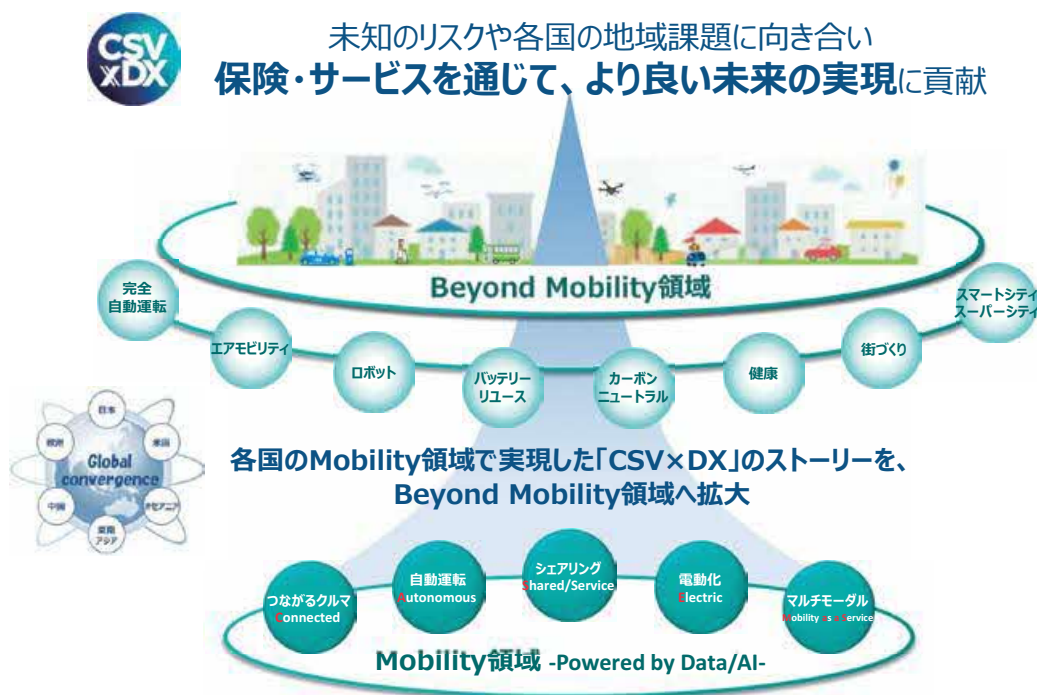 CSV
xDX
未知のリスクや各国の地域課題に向き合い
保険・サービスを通じて、より良い未来の実現に貢献
Beyond Mobility領域
完全
自動運転
エアモビリティ
ロボット
バッテリー
リユース
カーボン
ニュートラル
健康
街づくり
スマートシティ
スーパーシティ
日本
欧州
米国
Global
convergence
中国
オセアニア
東南
アジア
各国のMobility領域で実現した「CSV×DX」のストーリーを、
Beyond Mobility領域へ拡大
つながるクルマ
Connected
自動運転
Autonomous
シェアリング
Shared/Service
電動化
Electric
マルチモーダル
Mobility as a Service
Mobility領域 -Powered by Data/AI-